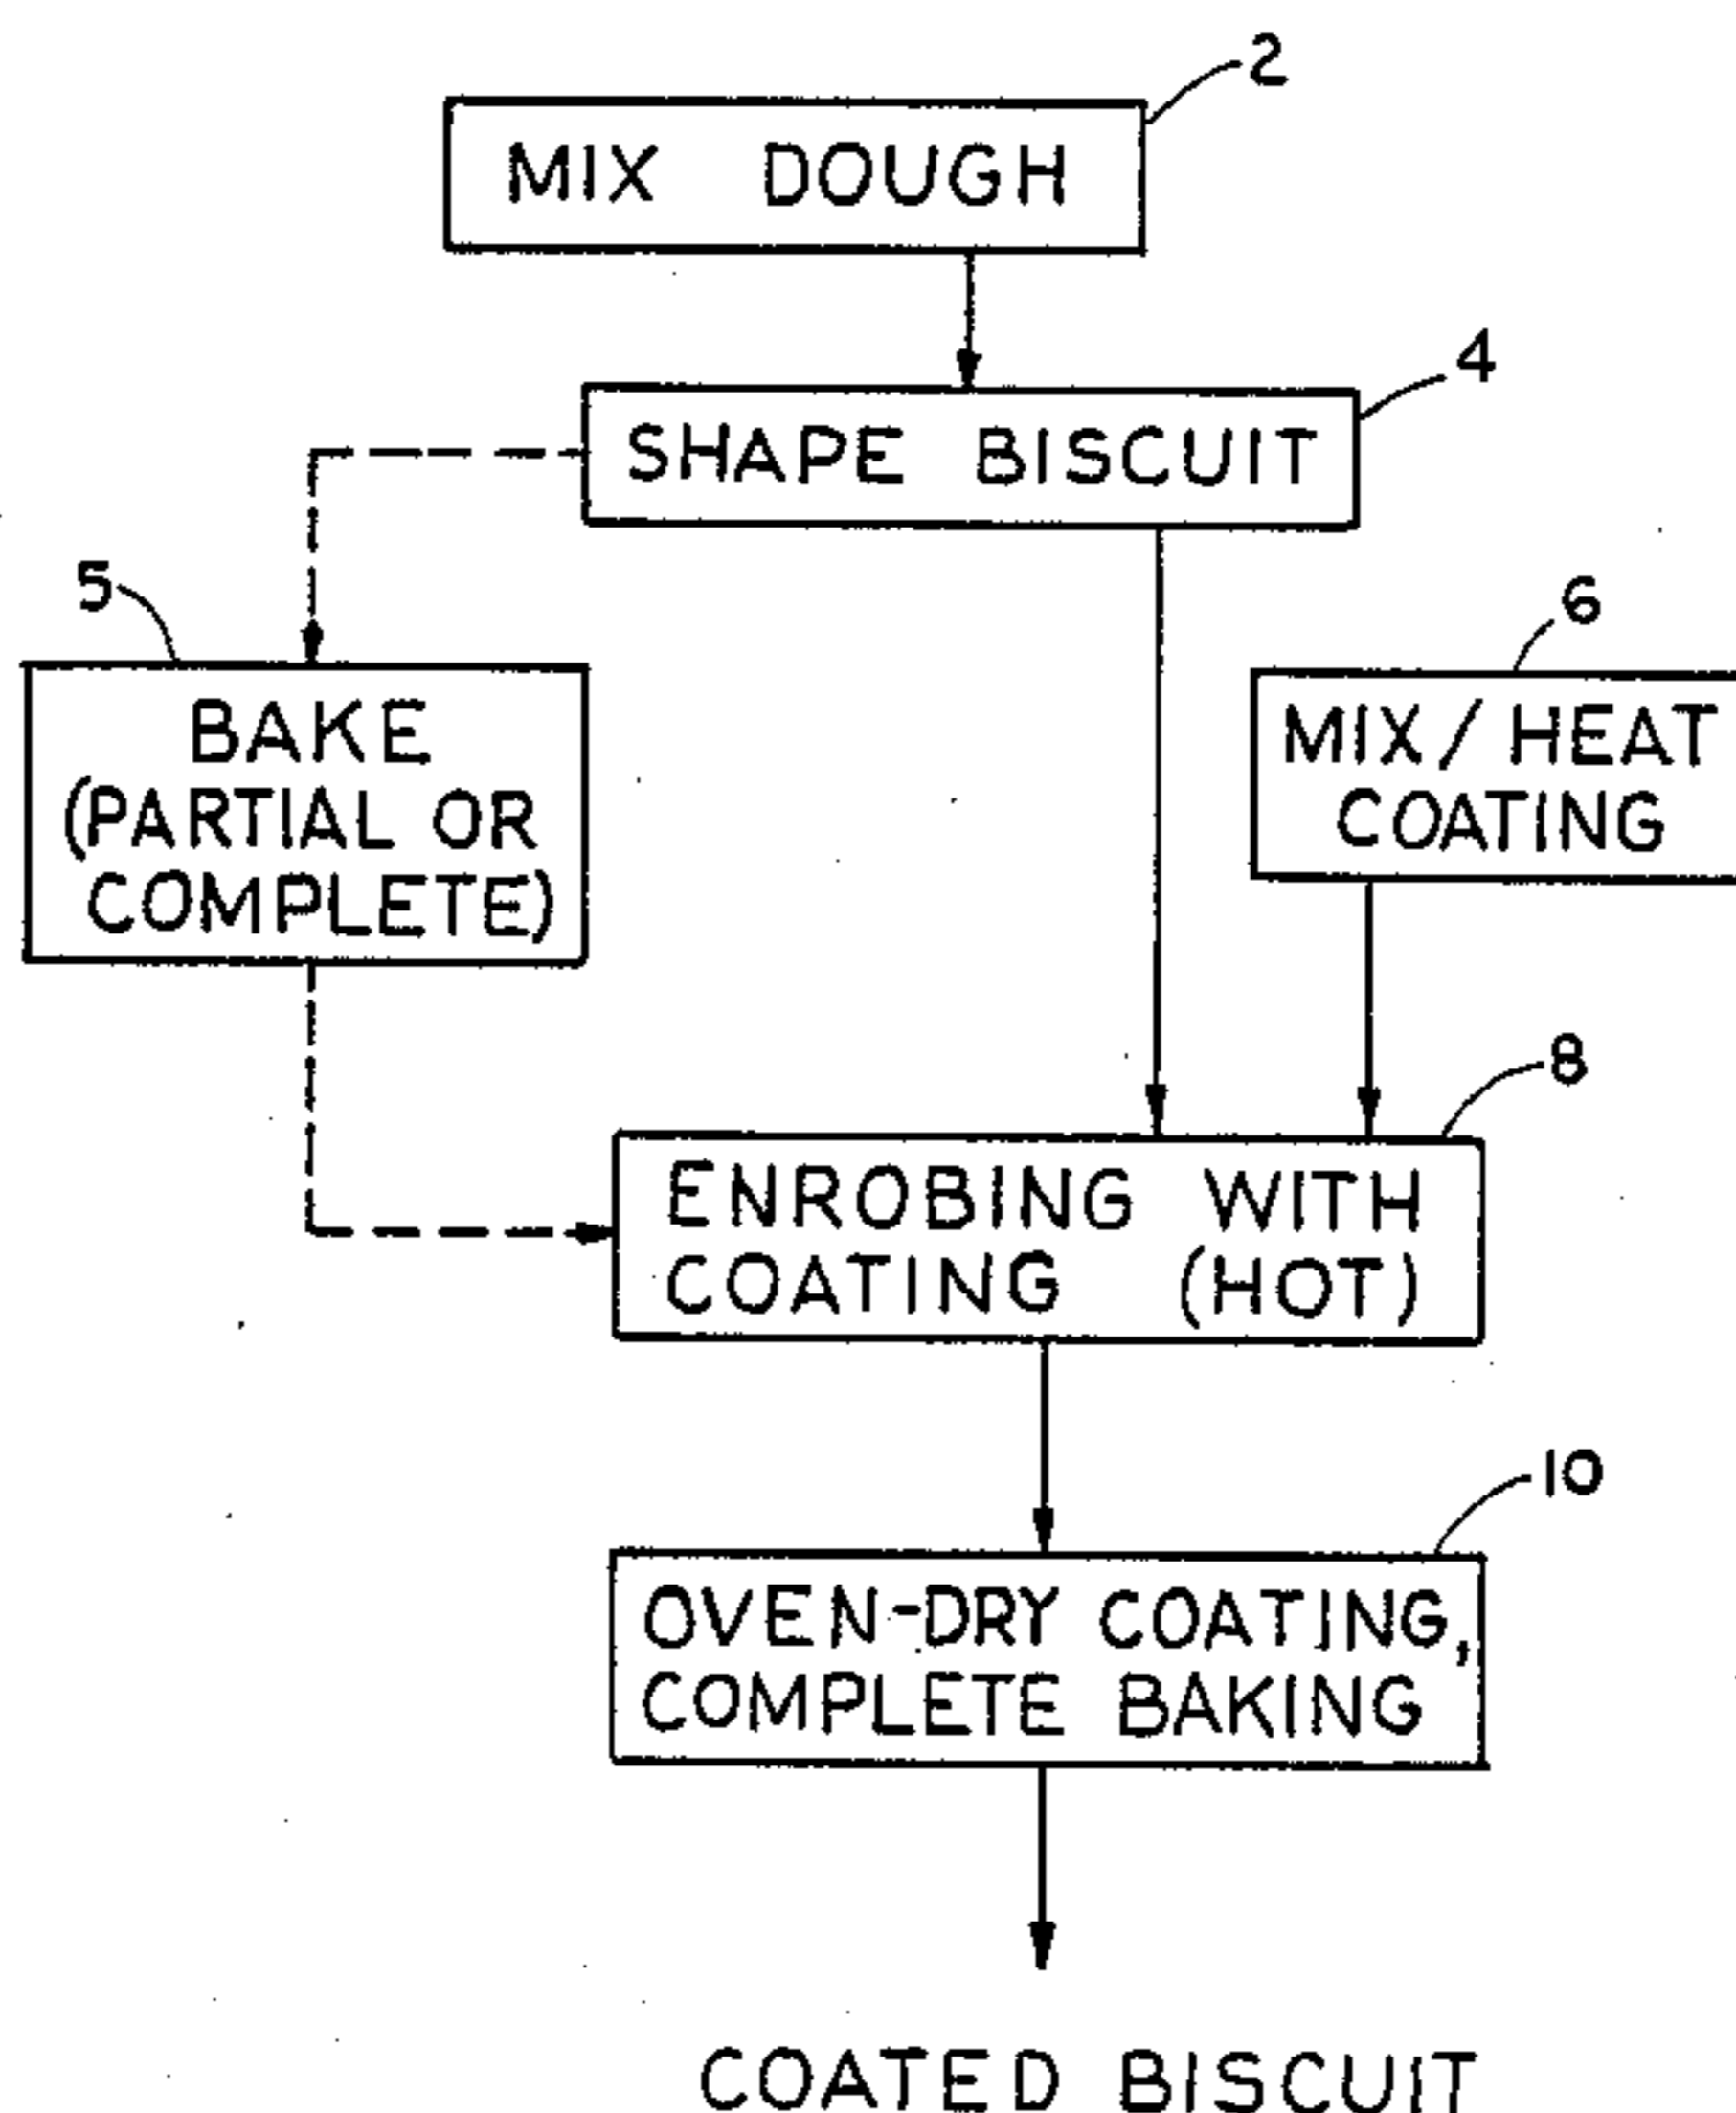 2
MIX DOUGH
4
SHAPE BISCUIT
5
BAKE
(PARTIAL OR
COMPLETE)
6
MIX/HEAT
COATING
8
ENROBING WITH
COATING (HOT)
10
OVEN-DRY COATING,
COMPLETE BAKING
COATED BISCUIT